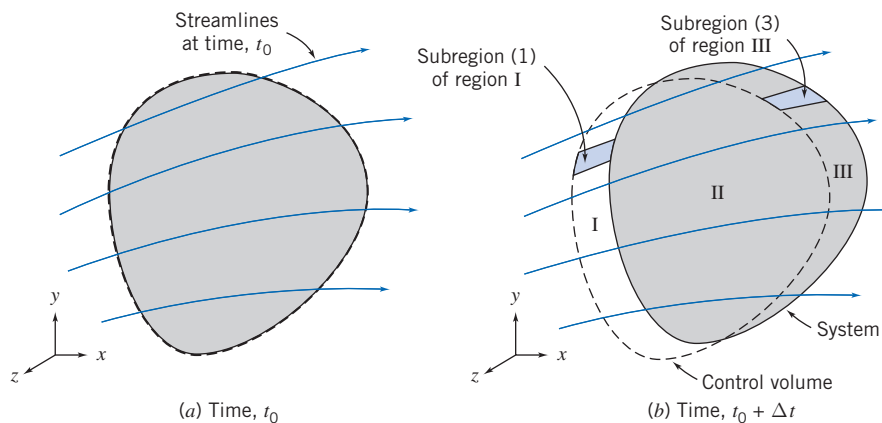 Streamlines
at time, t₀
y
x
z
(a) Time, t₀
Subregion (1)
of region I
Subregion (3)
of region III
I
II
III
y
x
z
System
Control volume
(b) Time, t₀ + Δt